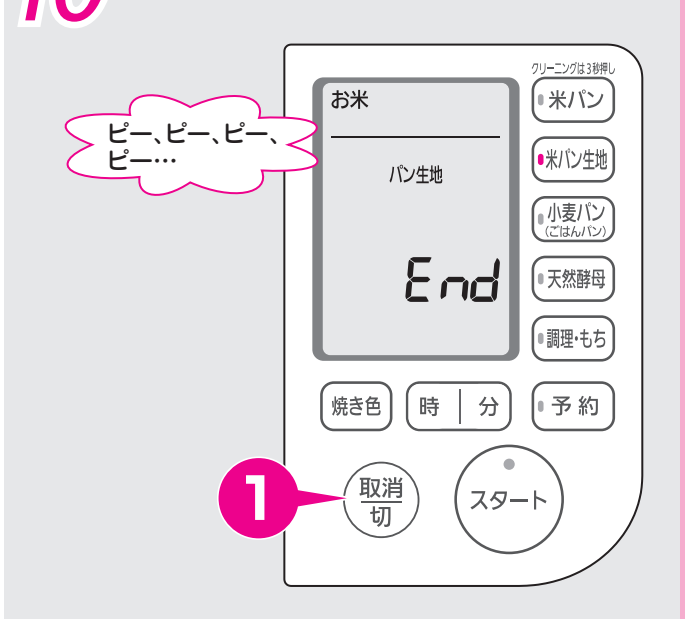 10
クリーニングは3秒押し
お米
米パン
ピー、ピー、ピー、
ピー…
パン生地
米パン生地
小麦パン
(ごはんパン)
End
天然酵母
調理・もち
焼き色
時
分
予約
1
取消
切
スタート